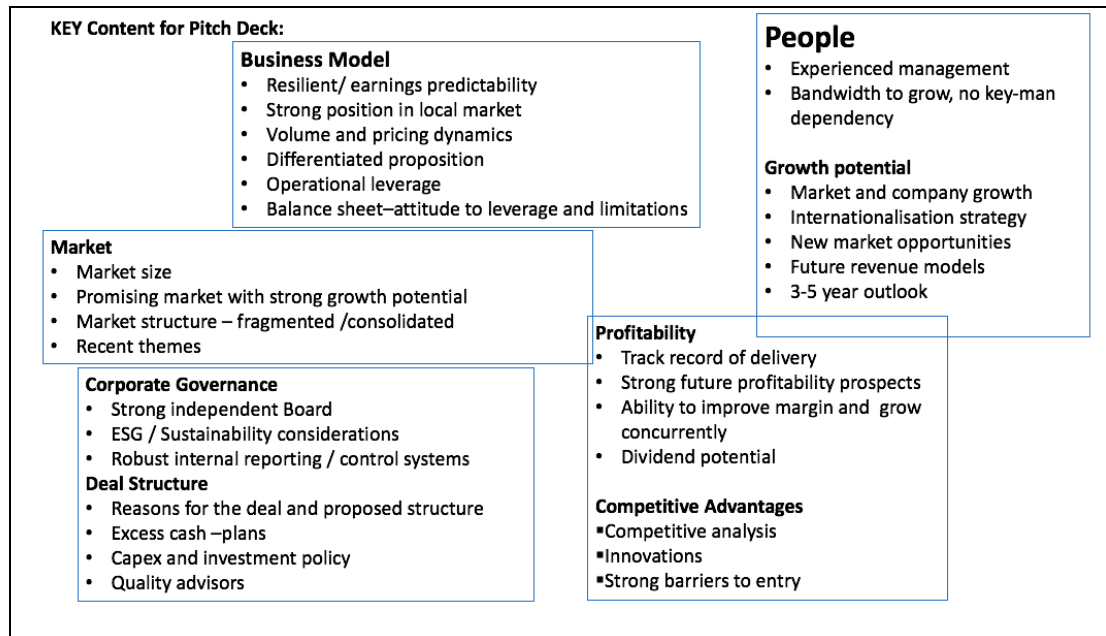 KEY Content for Pitch Deck:
Business Model
• Resilient/ earnings predictability
• Strong position in local market
• Volume and pricing dynamics
• Differentiated proposition
• Operational leverage
• Balance sheet–attitude to leverage and limitations
People
• Experienced management
• Bandwidth to grow, no key-man
dependency
Growth potential
• Market and company growth
• Internationalisation strategy
• New market opportunities
• Future revenue models
• 3-5 year outlook
Market
• Market size
• Promising market with strong growth potential
• Market structure – fragmented /consolidated
• Recent themes
Profitability
• Track record of delivery
• Strong future profitability prospects
• Ability to improve margin and  grow
concurrently
• Dividend potential
Competitive Advantages
▪Competitive analysis
▪Innovations
▪Strong barriers to entry
Corporate Governance
• Strong independent Board
• ESG / Sustainability considerations
• Robust internal reporting / control systems
Deal Structure
• Reasons for the deal and proposed structure
• Excess cash –plans
• Capex and investment policy
• Quality advisors